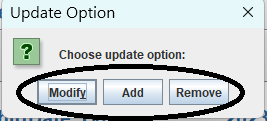 Update Option
?
Choose update option:
Modify Add Remove